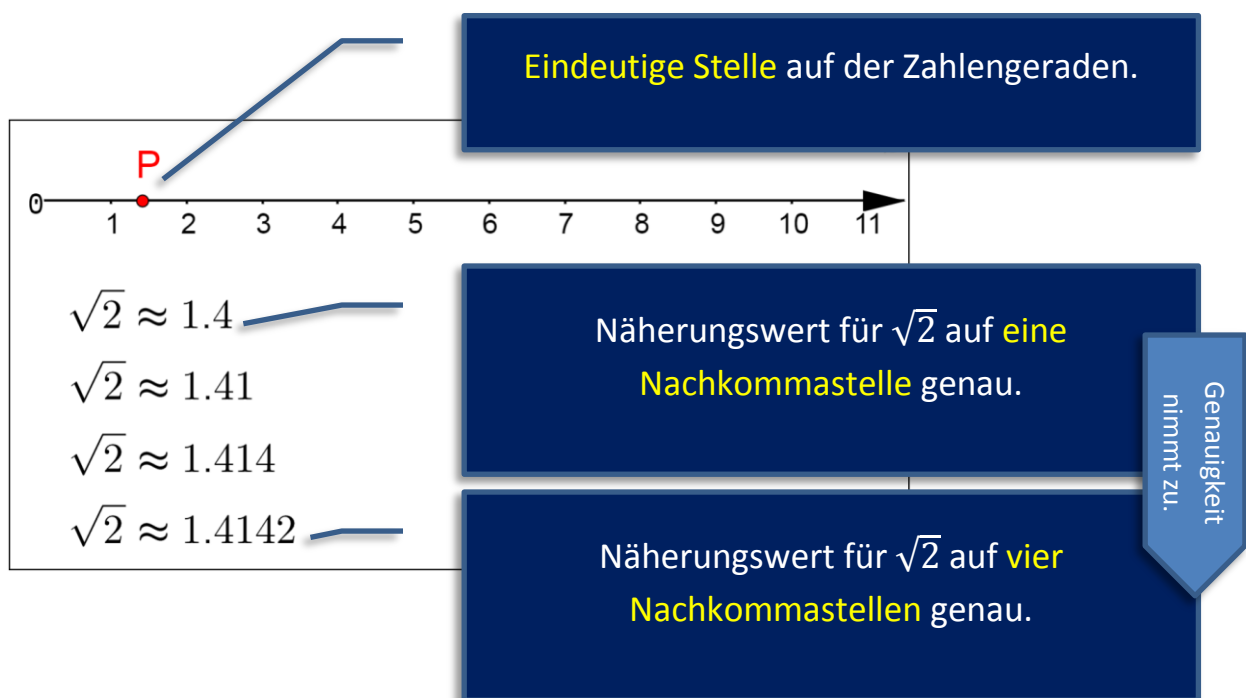 Eindeutige Stelle auf der Zahlengeraden.
P
0 1 2 3 4 5 6 7 8 9 10 11
√2 ≈ 1.4
√2 ≈ 1.41
√2 ≈ 1.414
√2 ≈ 1.4142
Näherungswert für √2 auf eine
Nachkommastelle genau.
Näherungswert für √2 auf vier
Nachkommastellen genau.
Genauigkeit
nimmt zu.